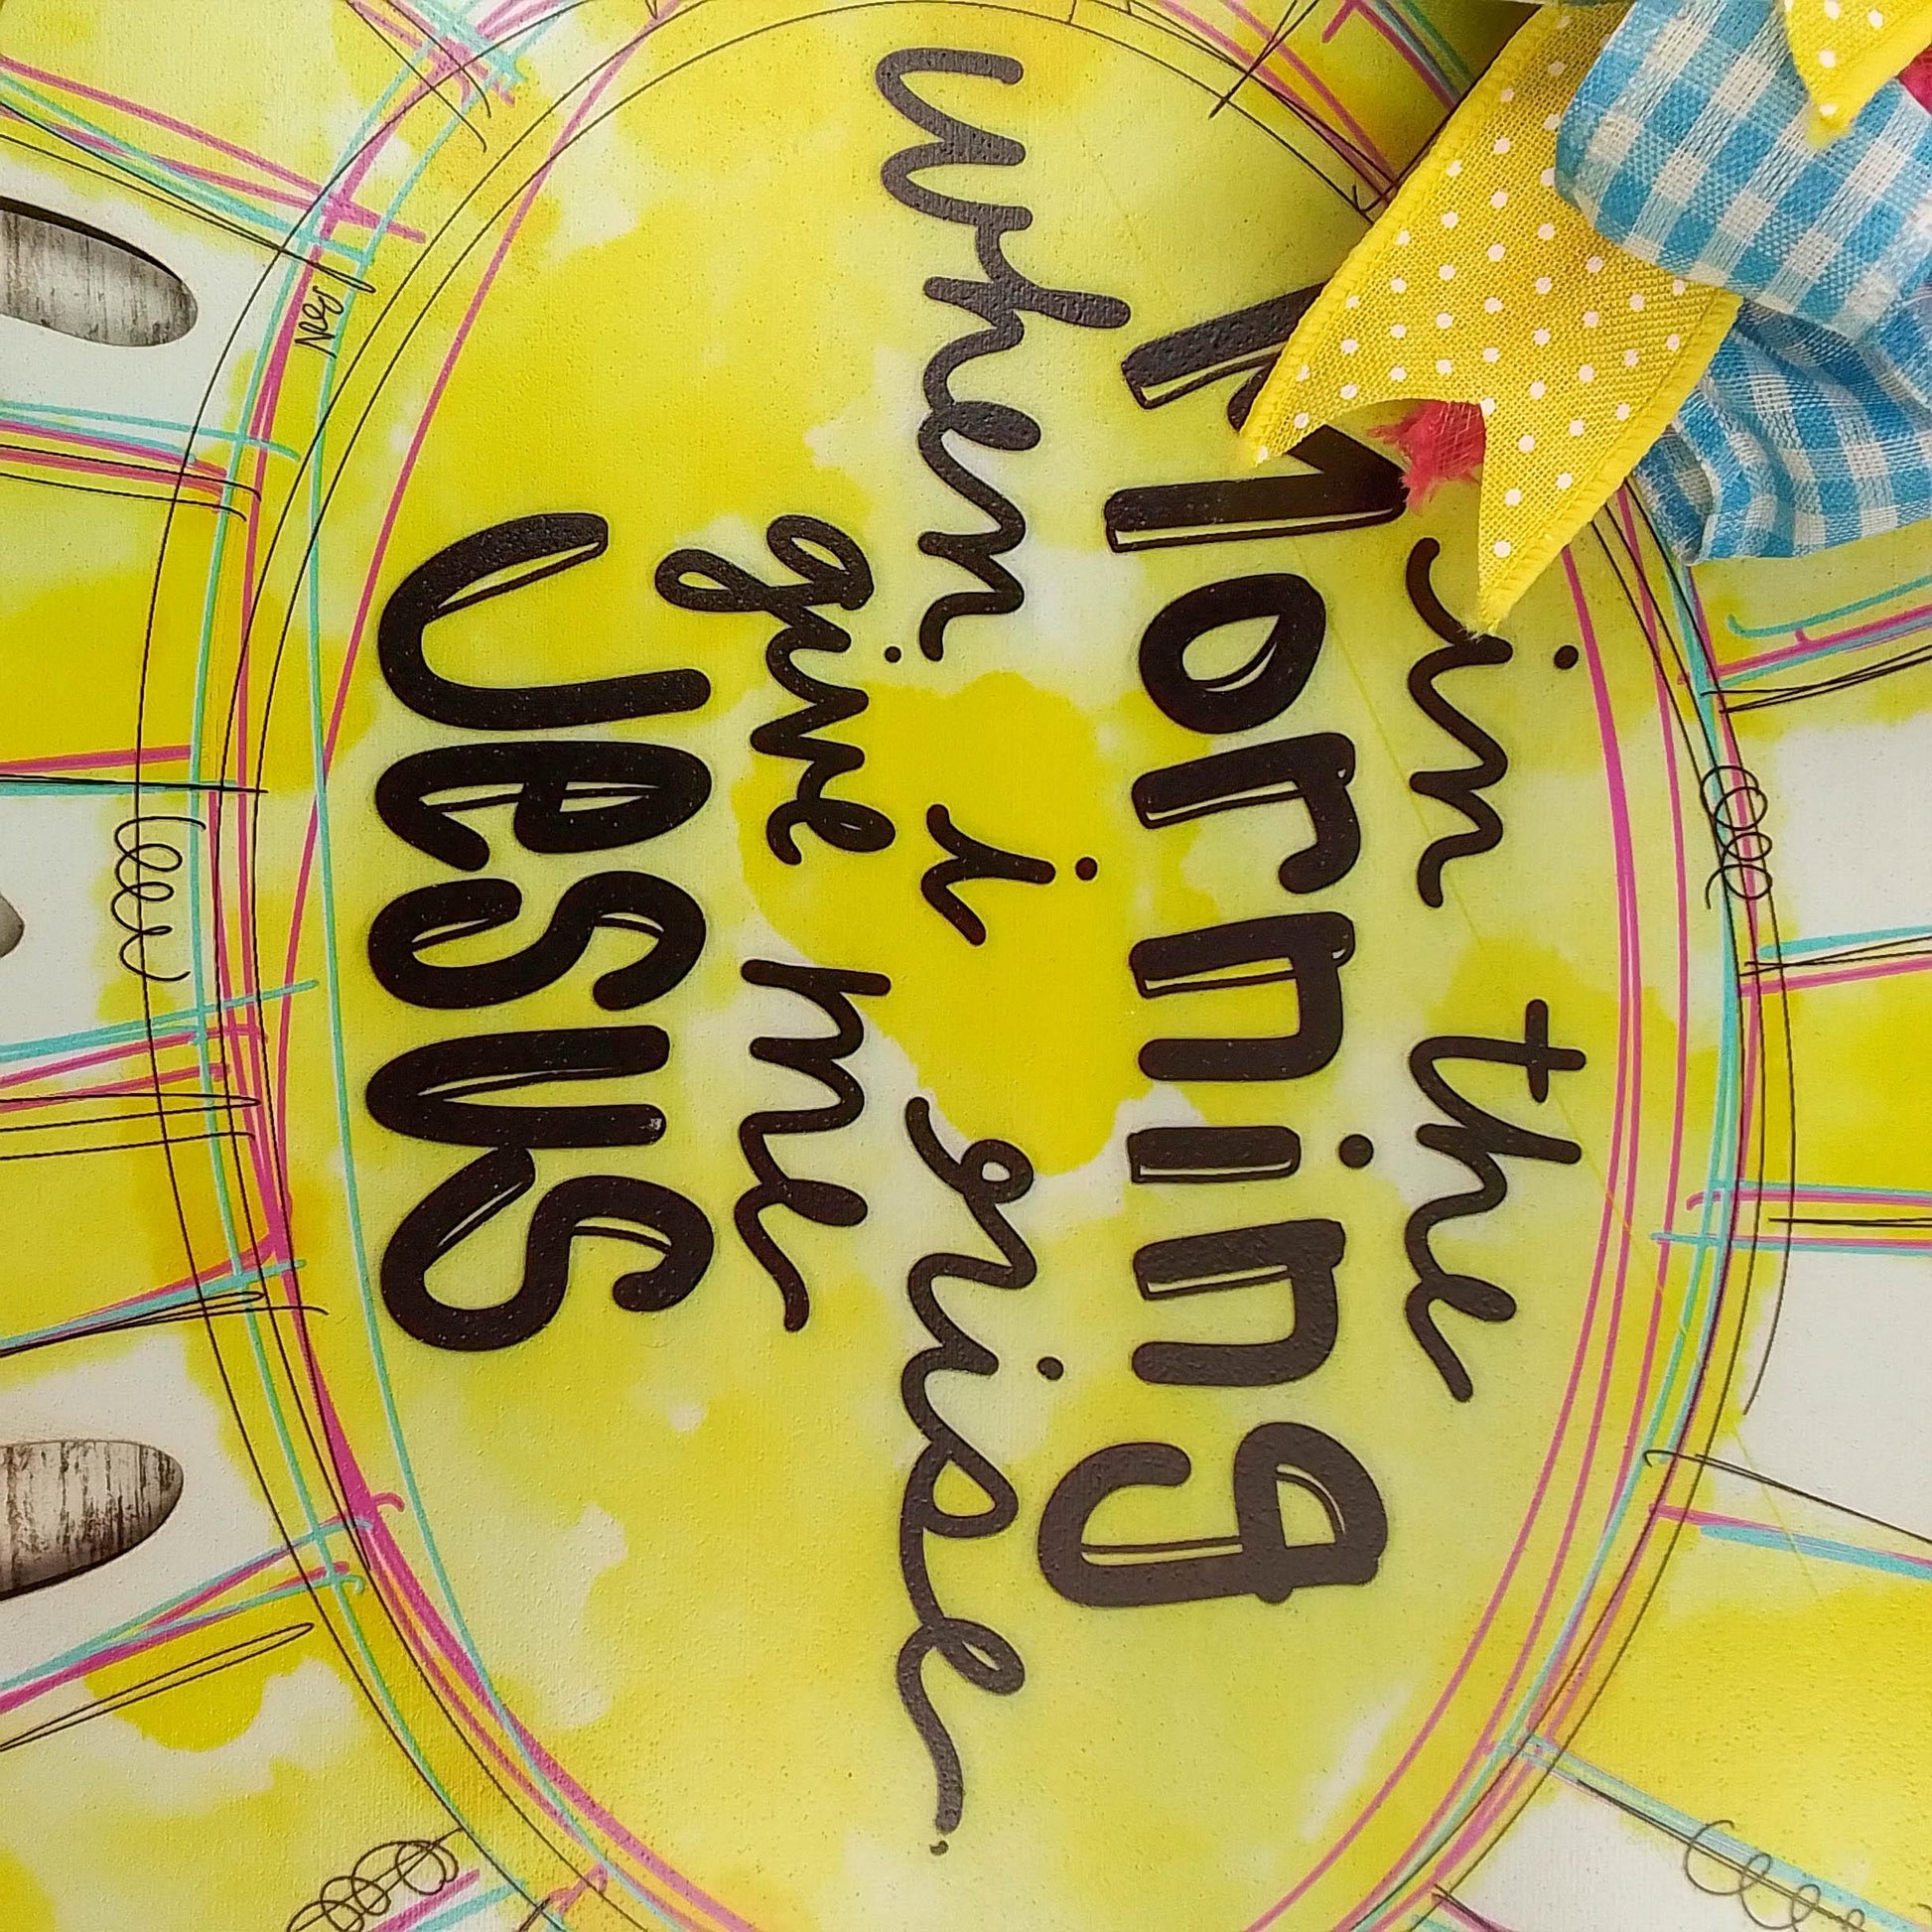 in the
Morning
when i rise
give me
Jesus